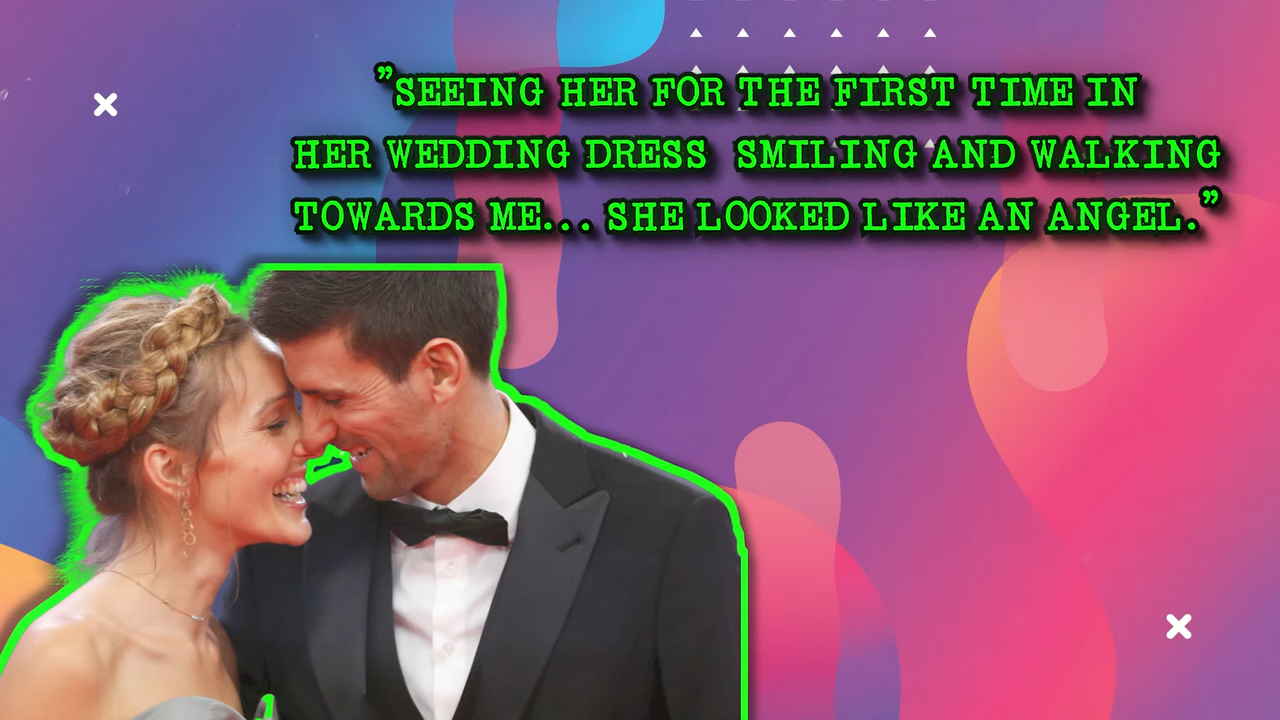 "SEEING HER FOR THE FIRST TIME IN
HER WEDDING DRESS  SMILING AND WALKING
TOWARDS ME... SHE LOOKED LIKE AN ANGEL."